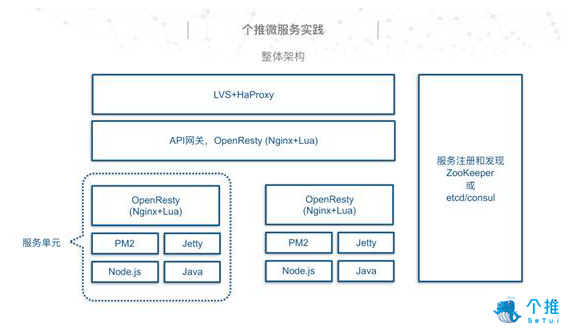 个推微服务实践
整体架构
LVS+HaProxy
API网关，OpenResty (Nginx+Lua)
服务注册和发现
ZooKeeper
或
etcd/consul
服务单元
OpenResty
(Nginx+Lua)
PM2
Jetty
Node.js
Java
OpenResty
(Nginx+Lua)
PM2
Jetty
Node.js
Java
个推
GeTui